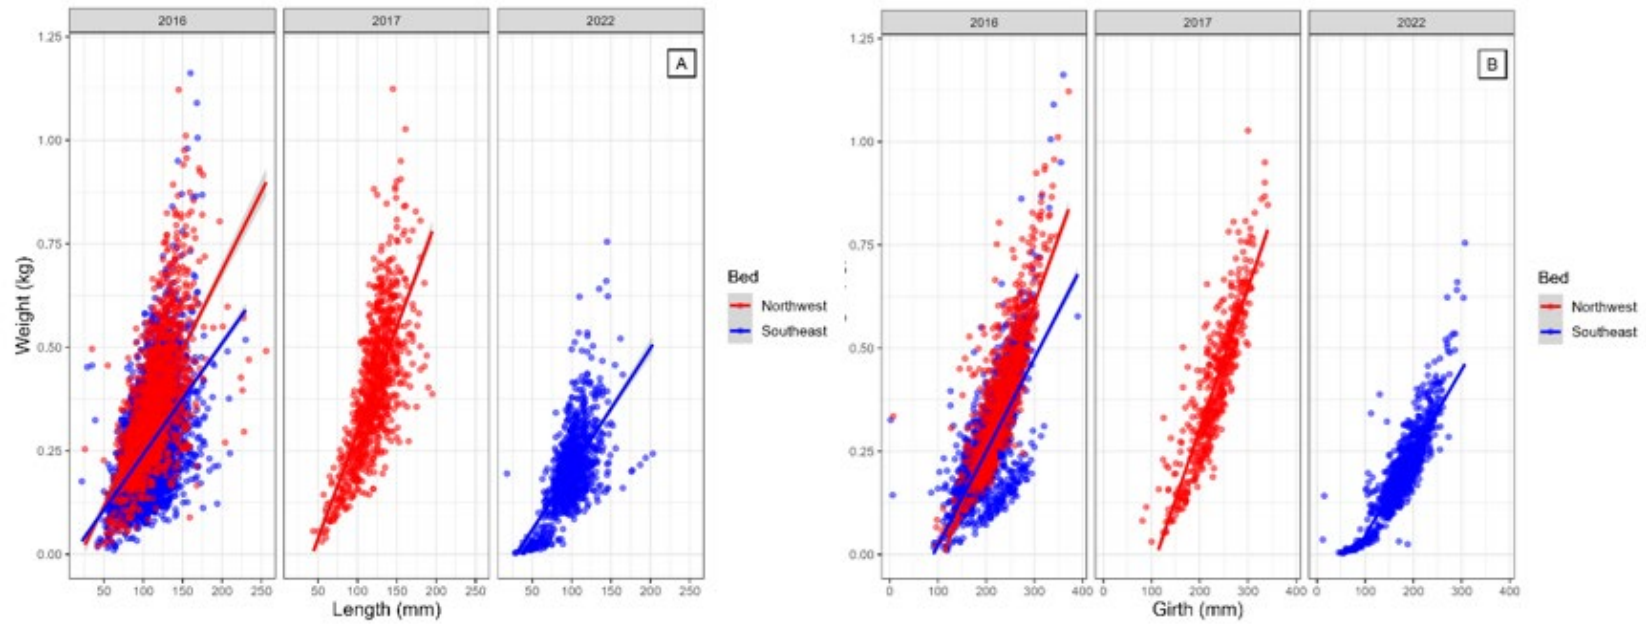 2016 2017 2022
A
1.25
1.00
0.75
0.50
0.25
0.00
Weight (kg)
50 100 150 200 250 50 100 150 200 250 50 100 150 200 250
Length (mm)
Bed
Northwest
Southeast
2016 2017 2022
B
1.25
1.00
0.75
0.50
0.25
0.00
0 100 200 300 400 0 100 200 300 400 0 100 200 300 400
Girth (mm)
Bed
Northwest
Southeast